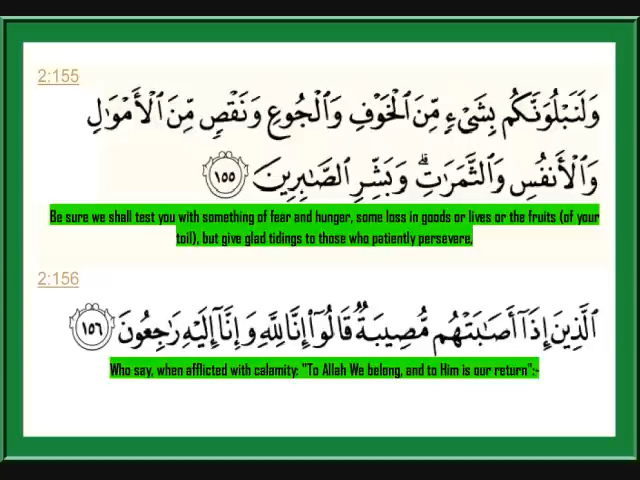 2:155
وَلَنَبْلُوَنَّكُم بِشَىْءٍ مِّنَ ٱلْخَوْفِ وَٱلْجُوعِ وَنَقْصٍ مِّنَ ٱلْأَمْوَٰلِ
وَٱلْأَنفُسِ وَٱلثَّمَرَٰتِ ۗ وَبَشِّرِ ٱلصَّـٰبِرِينَ ١٥٥
Be sure we shall test you with something of fear and hunger, some loss in goods or lives or the fruits (of your
toil), but give glad tidings to those who patiently persevere,
2:156
ٱلَّذِينَ إِذَآ أَصَـٰبَتْهُم مُّصِيبَةٌ قَالُوٓا۟ إِنَّا لِلَّهِ وَإِنَّآ إِلَيْهِ رَٰجِعُونَ ١٥٦
Who say, when afflicted with calamity: "To Allah We belong, and to Him is our return":-